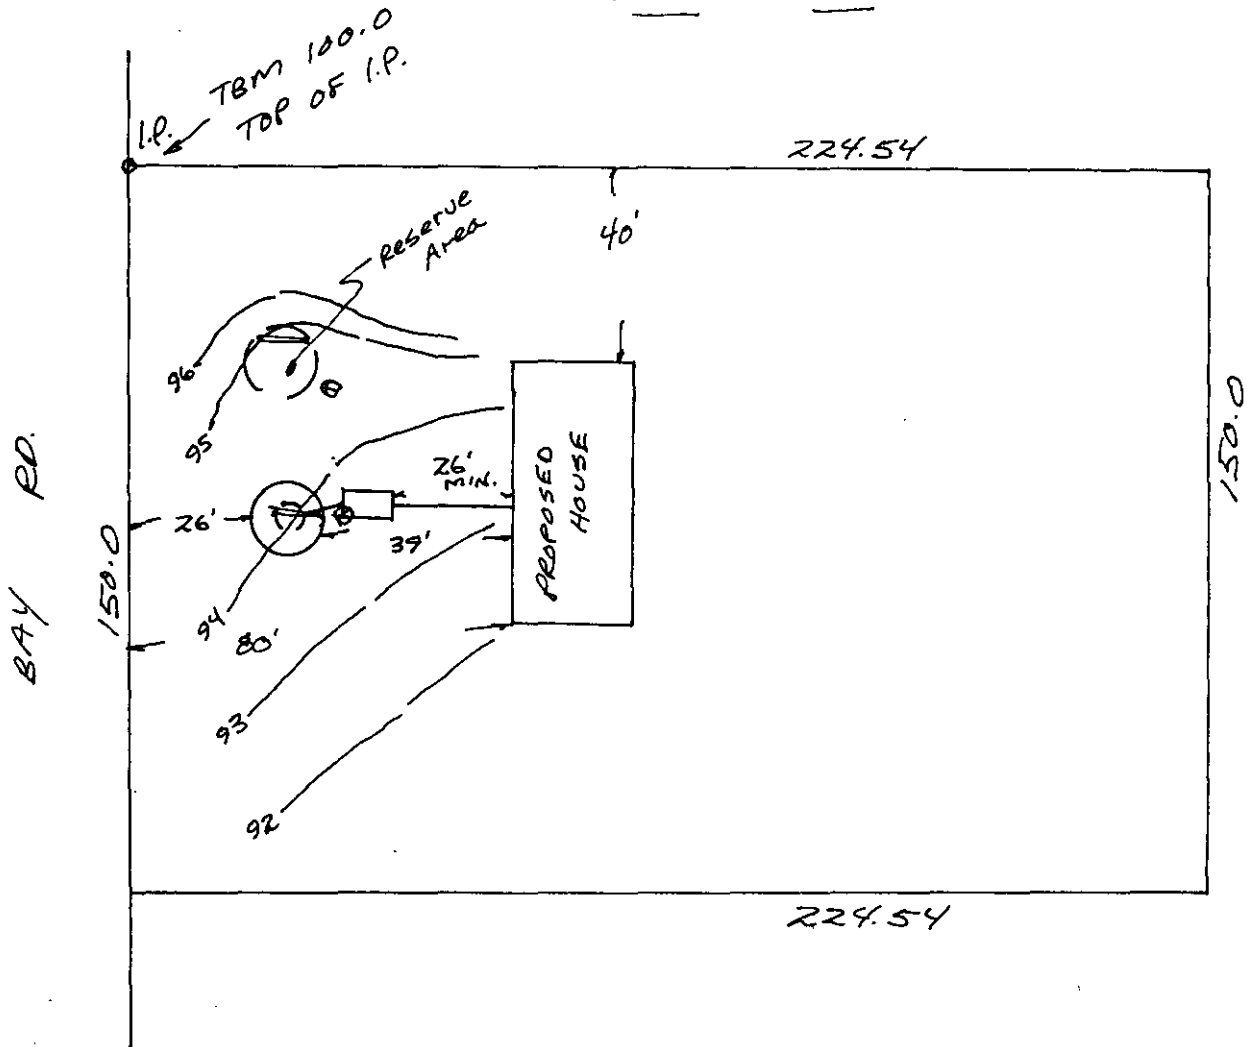 TBM 100.0
TOP OF I.P.
I.P.
224.54
40'
Reserve
Area
96
95
26'
MIN.
PROPOSED
HOUSE
26'
39'
BAY RD.
150.0
150.0
94
80'
93
92
224.54